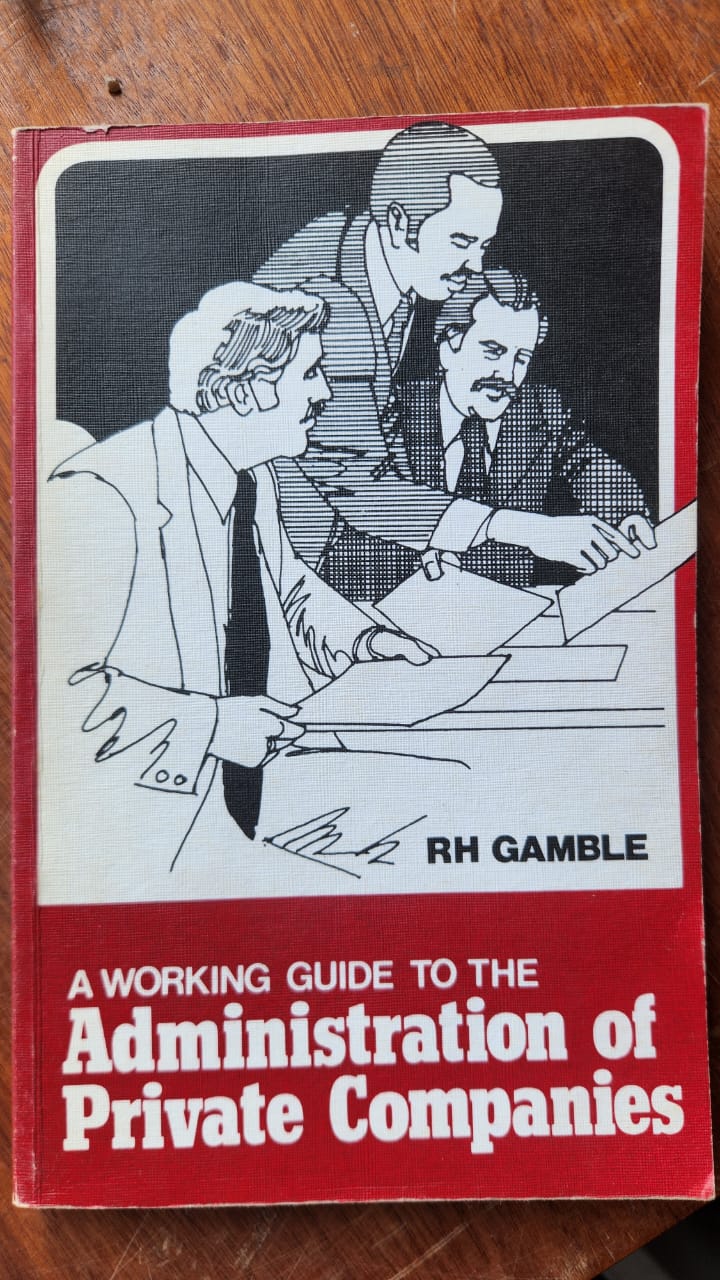 RH GAMBLE
A WORKING GUIDE TO THE
Administration of
Private Companies